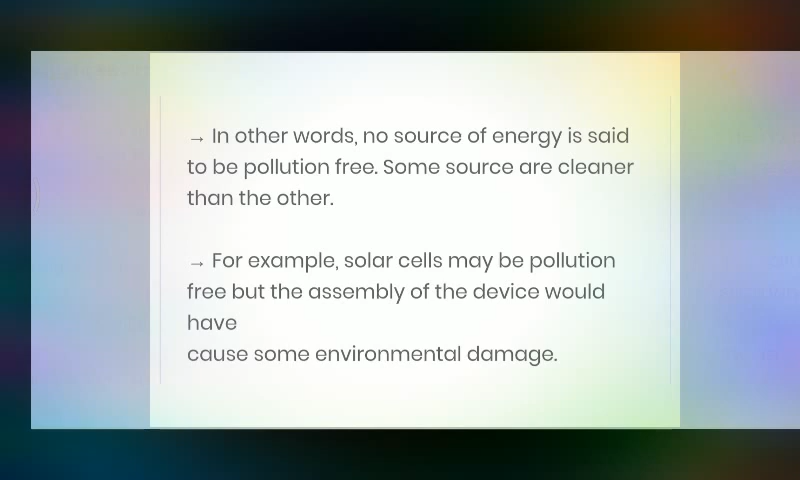 → In other words, no source of energy is said
to be pollution free. Some source are cleaner
than the other.
→ For example, solar cells may be pollution
free but the assembly of the device would
have
cause some environmental damage.